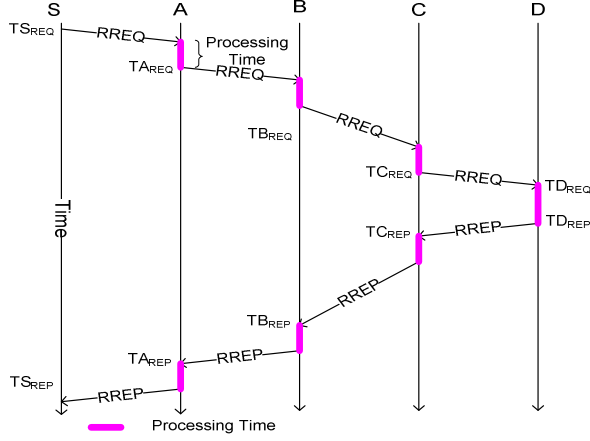 S A B C D
TSREQ RREQ Processing Time
TAREQ RREQ
TBREQ RREQ
TCREQ RREQ TDREQ
Time
TCREP RREP TDREP
RREP
TBREP
TAREP RREP
TSREP RREP
Processing Time